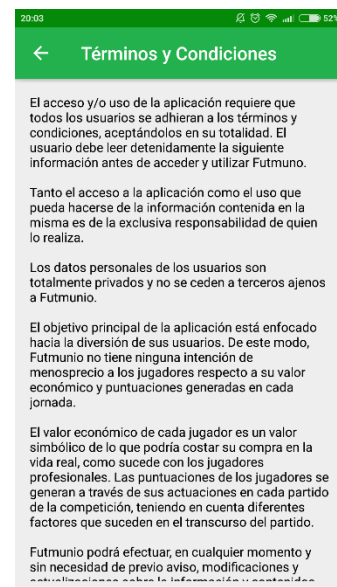 20:03
52%
Términos y Condiciones
El acceso y/o uso de la aplicación requiere que
todos los usuarios se adhieran a los términos y
condiciones, aceptándolos en su totalidad. El
usuario debe leer detenidamente la siguiente
información antes de acceder y utilizar Futmuno.
Tanto el acceso a la aplicación como el uso que
pueda hacerse de la información contenida en la
misma es de la exclusiva responsabilidad de quien
lo realiza.
Los datos personales de los usuarios son
totalmente privados y no se ceden a terceros ajenos
a Futmunio.
El objetivo principal de la aplicación está enfocado
hacia la diversión de sus usuarios. De este modo,
Futmunio no tiene ninguna intención de
menosprecio a los jugadores respecto a su valor
económico y puntuaciones generadas en cada
jornada.
El valor económico de cada jugador es un valor
simbólico de lo que podría costar su compra en la
vida real, como sucede con los jugadores
profesionales. Las puntuaciones de los jugadores se
generan a través de sus actuaciones en cada partido
de la competición, teniendo en cuenta diferentes
factores que suceden en el transcurso del partido.
Futmunio podrá efectuar, en cualquier momento y
sin necesidad de previo aviso, modificaciones y
actualizaciones sobre la información y contenidos